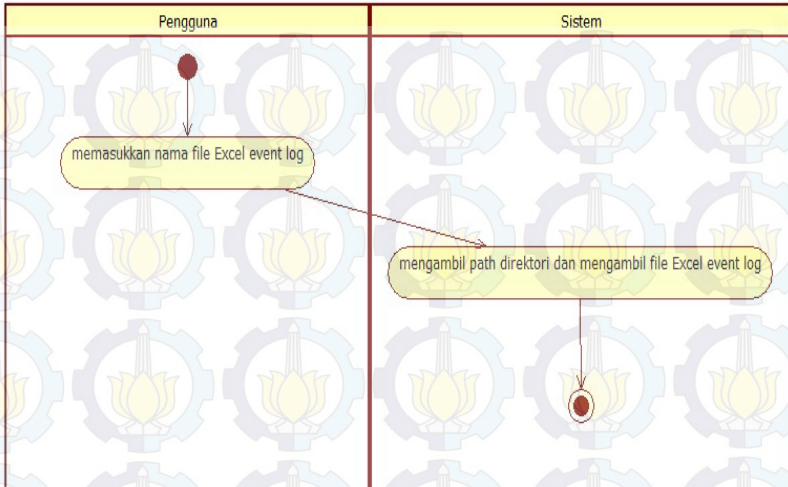 Pengguna
Sistem
memasukkan nama file Excel event log
mengambil path direktori dan mengambil file Excel event log